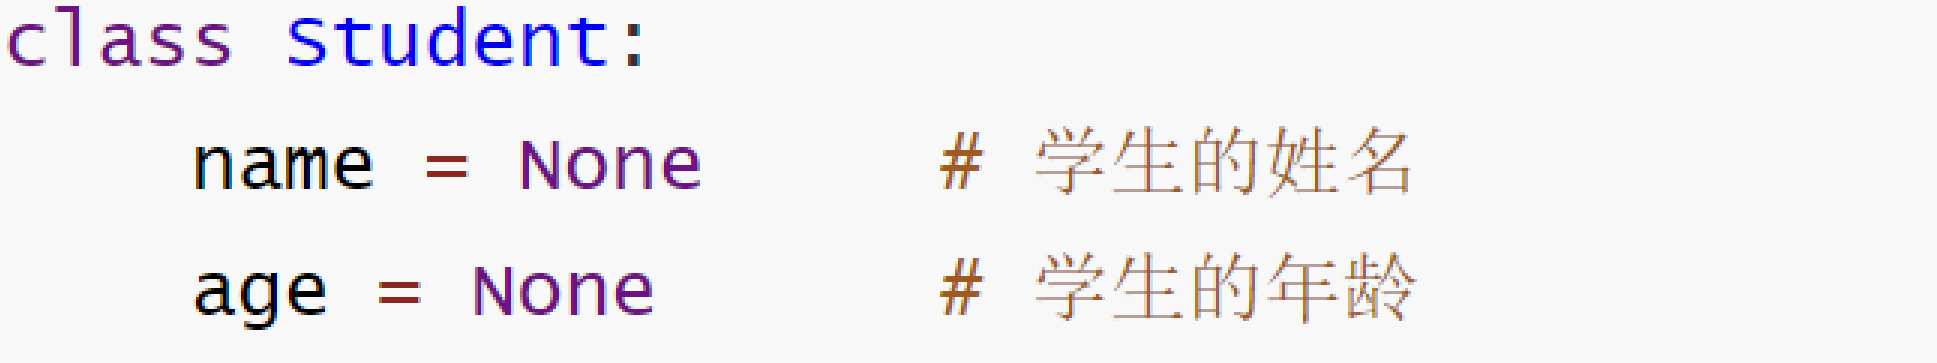 class Student:
    name = None     # 学生的姓名
    age = None      # 学生的年龄